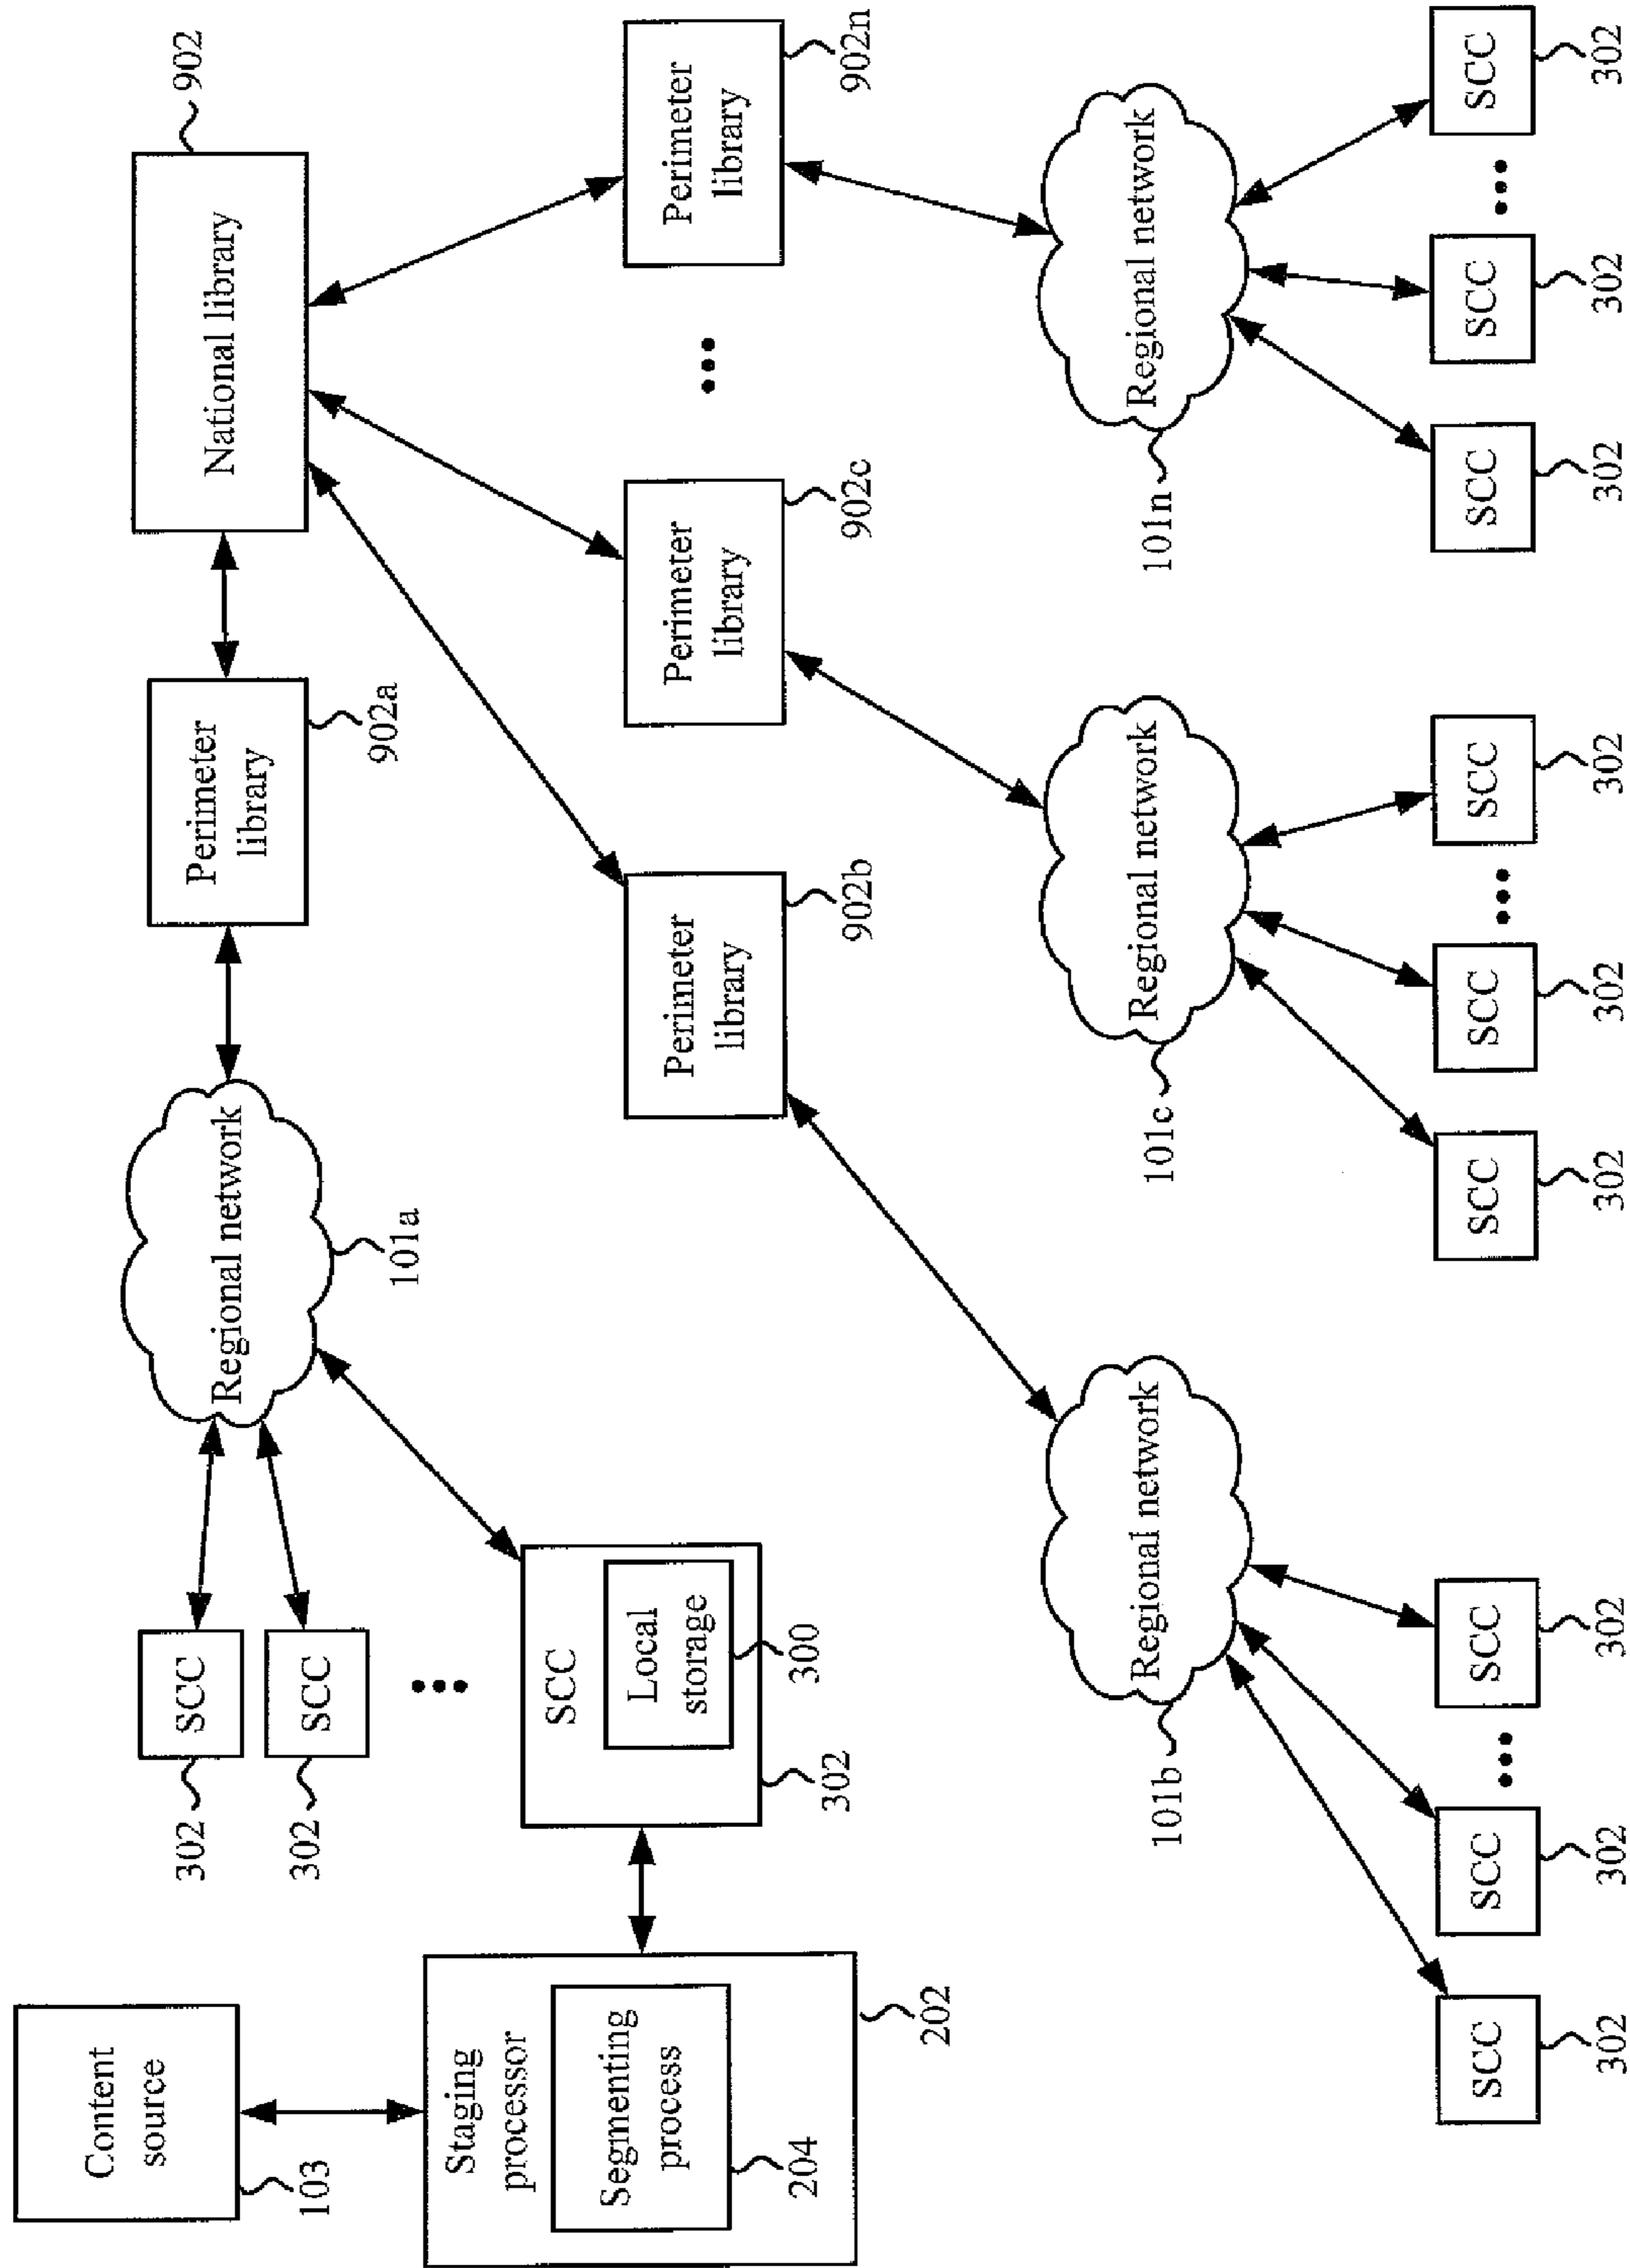 Content
source
103
Staging
processor
Segmenting
process
204
202
SCC
302
SCC
302
SCC
Local
storage
300
302
Regional network
101a
Perimeter
library
902a
National library
902
Perimeter
library
902b
Perimeter
library
902c
Perimeter
library
902n
Regional network
101b
Regional network
101c
Regional network
101n
SCC
302
SCC
302
SCC
302
SCC
302
SCC
302
SCC
302
SCC
302
SCC
302
SCC
302